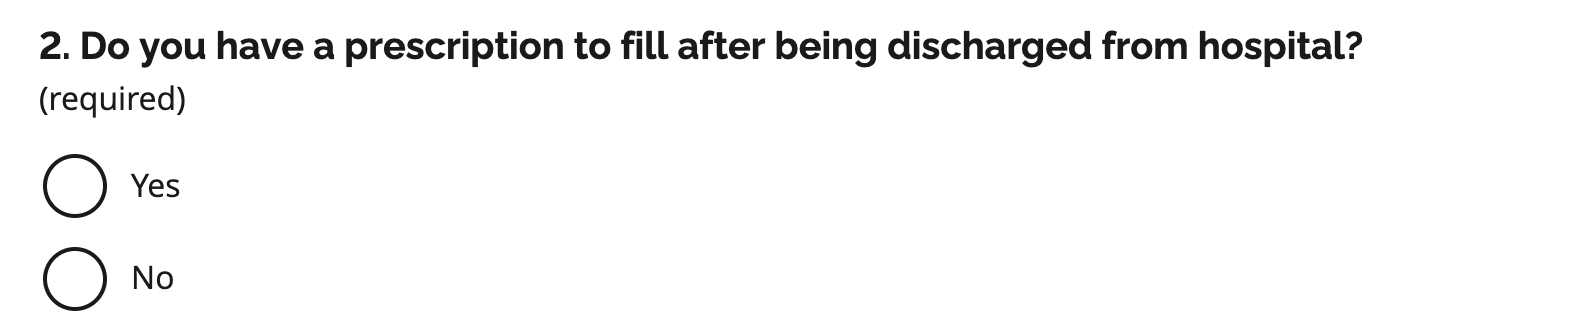 2. Do you have a prescription to fill after being discharged from hospital?
(required)
Yes
No